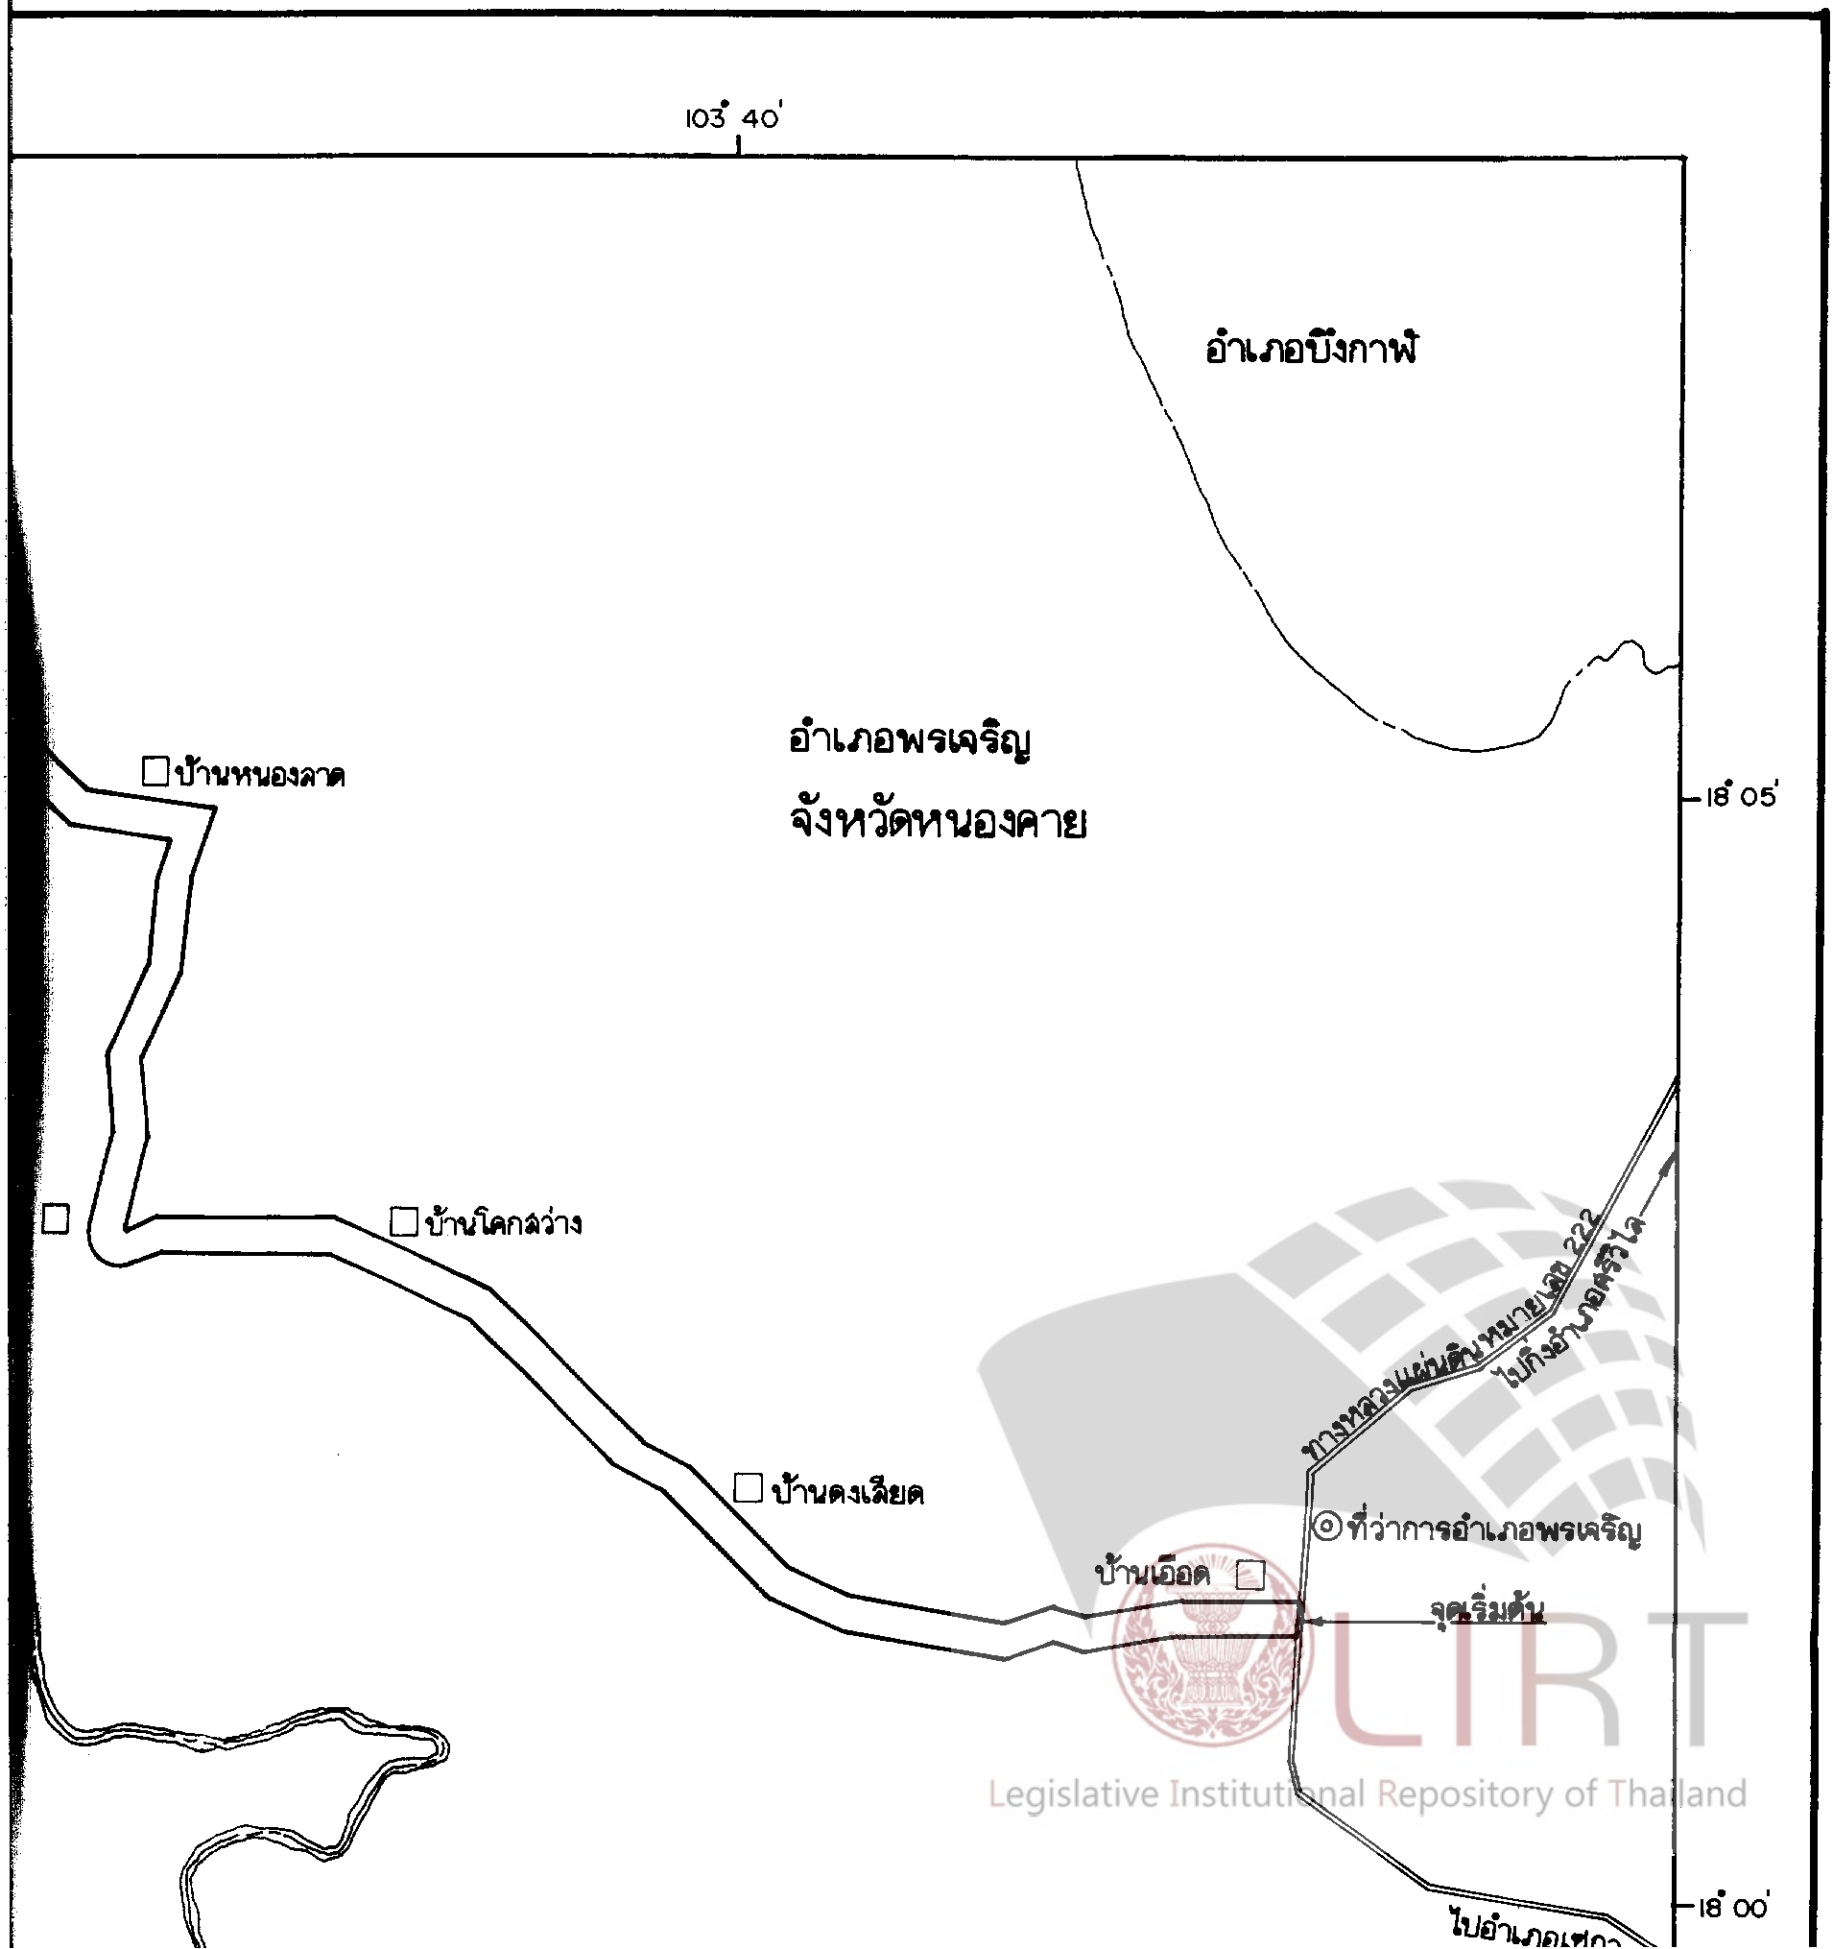 103° 40'
อำเภอบึงกาฬ
อำเภอพรเจริญ
จังหวัดหนองคาย
บ้านหนองลาด
18° 05'
บ้านโคกสว่าง
ทางหลวงแผ่นดินหมายเลข 222
ไปกิ่งอำเภอศรีวิไล
บ้านดงเสียด
ที่ว่าการอำเภอพรเจริญ
บ้านเอือด
จุดเริ่มต้น
LIRT
Legislative Institutional Repository of Thailand
18° 00'
ไปอำเภอเซกา